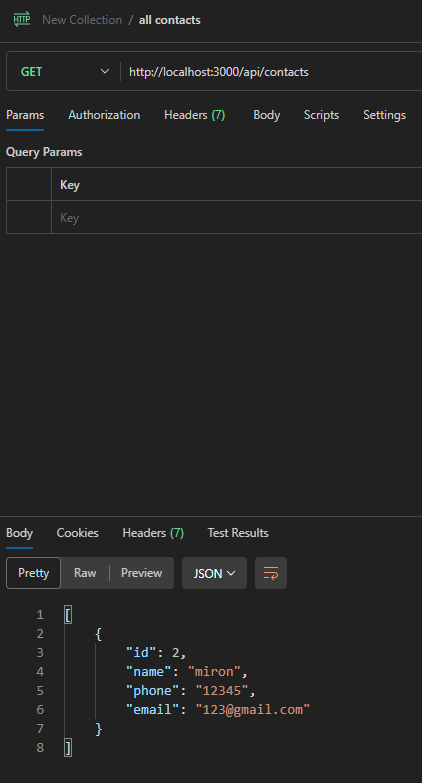 HTTP New Collection / all contacts
GET http://localhost:3000/api/contacts
Params Authorization Headers (7) Body Scripts Settings
Query Params
Key
Key
Body Cookies Headers (7) Test Results
Pretty Raw Preview JSON
1 [
2 {
3 "id": 2,
4 "name": "miron",
5 "phone": "12345",
6 "email": "123@gmail.com"
7 }
8 ]